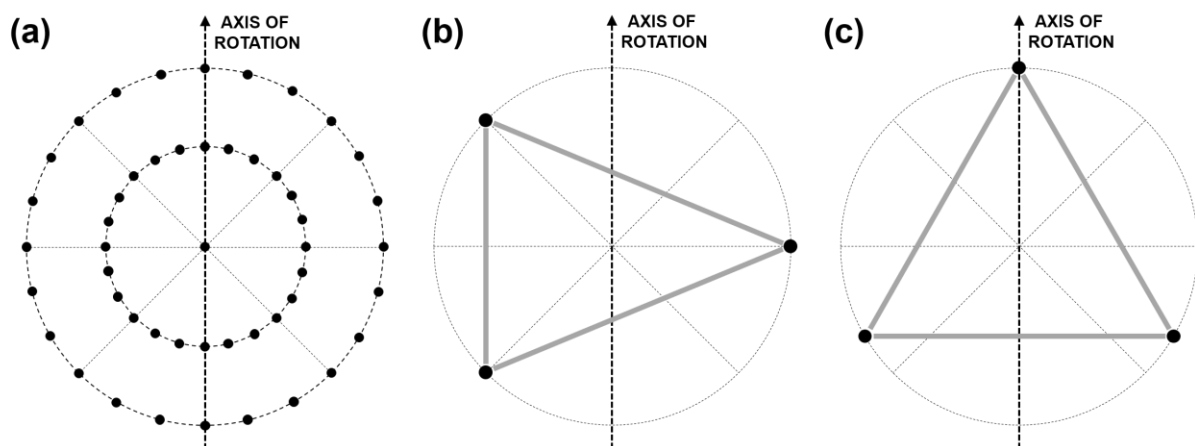 (a)
AXIS OF
ROTATION
(b)
AXIS OF
ROTATION
(c)
AXIS OF
ROTATION